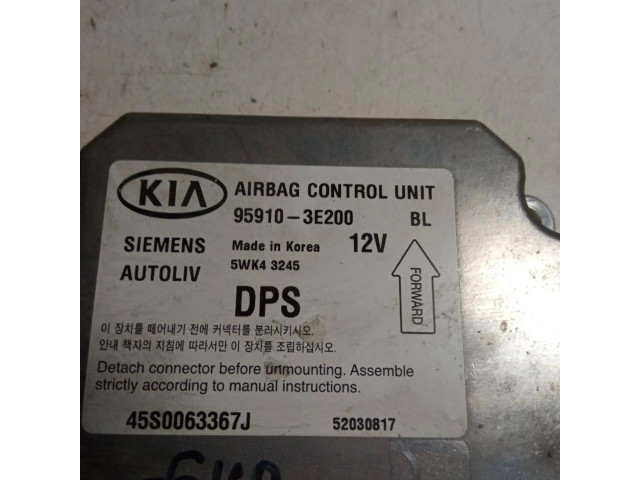 KIA AIRBAG CONTROL UNIT
95910-3E200 BL
SIEMENS Made in Korea 12V
AUTOLIV 5WK4 3245
FORWARD
DPS
이 장치를 떼어내기 전에 커넥터를 분라시키시오.
안내 책자의 지침에 따라서만 이 장치를 조립하십시오.
Detach connector before unmounting. Assemble
strictly according to manual instructions.
45S0063367J 52030817